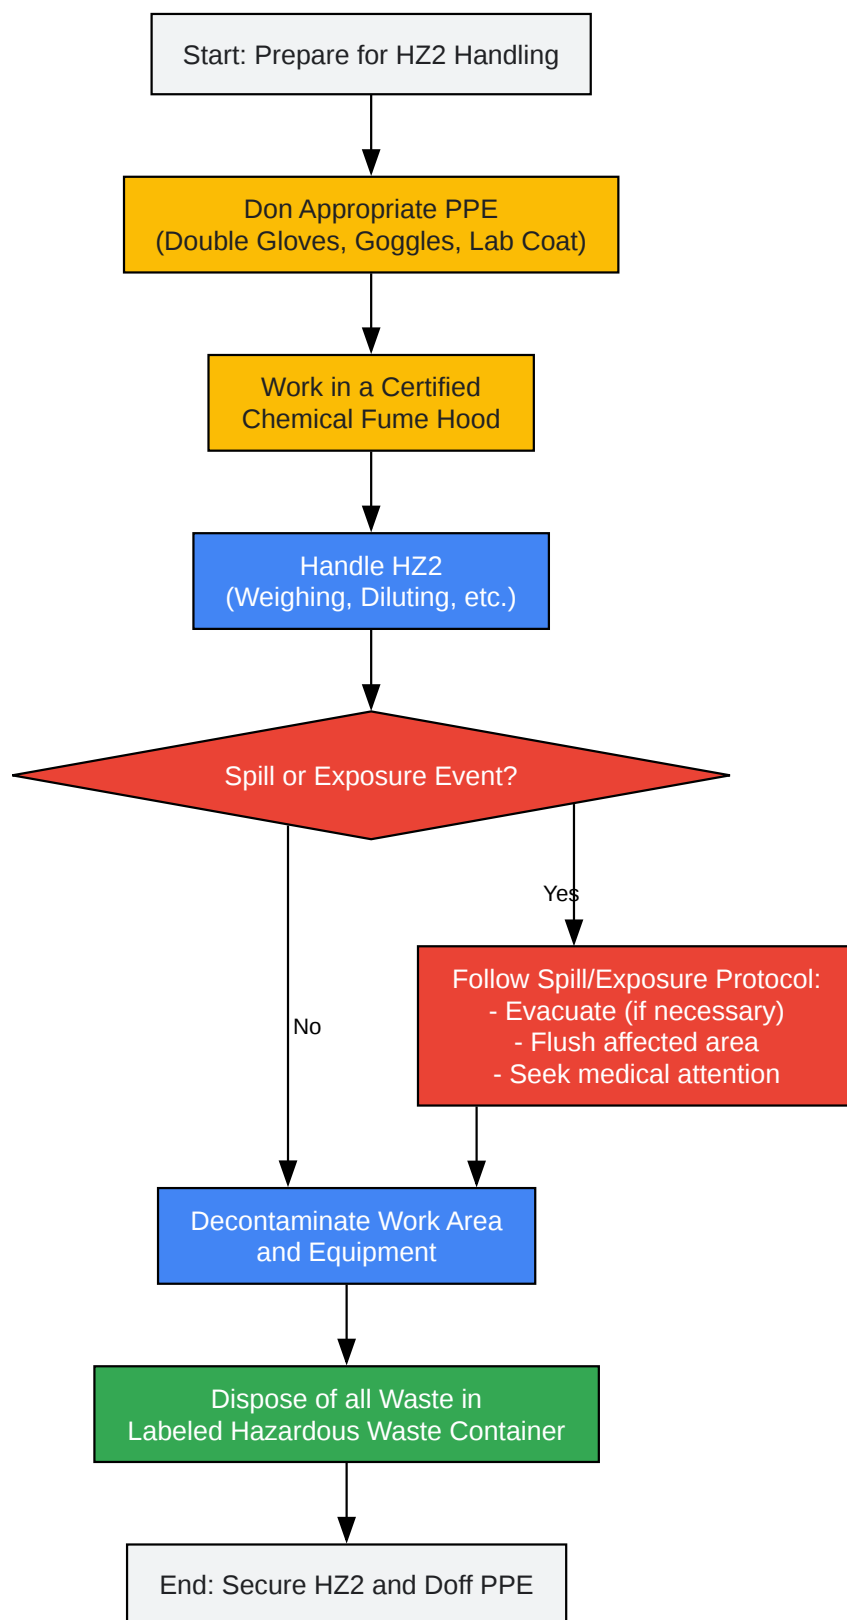 Start: Prepare for HZ2 Handling
Don Appropriate PPE
(Double Gloves, Goggles, Lab Coat)
Work in a Certified
Chemical Fume Hood
Handle HZ2
(Weighing, Diluting, etc.)
Spill or Exposure Event?
Yes
Follow Spill/Exposure Protocol:
- Evacuate (if necessary)
- Flush affected area
- Seek medical attention
No
Decontaminate Work Area
and Equipment
Dispose of all Waste in
Labeled Hazardous Waste Container
End: Secure HZ2 and Doff PPE